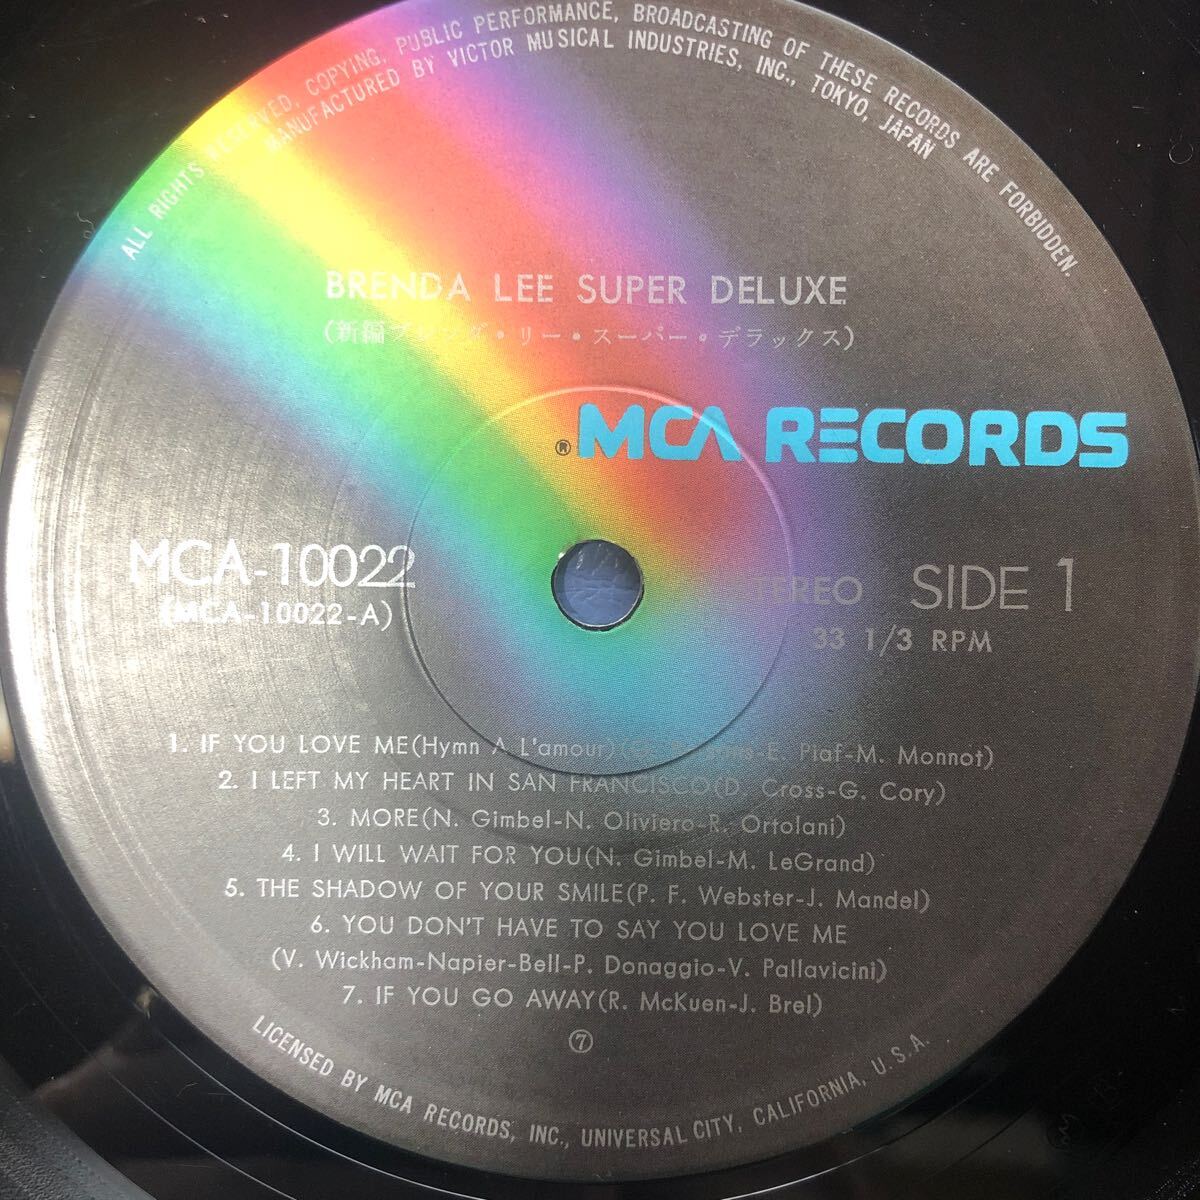 ALL RIGHTS RESERVED, COPYING, PUBLIC PERFORMANCE, BROADCASTING OF THESE RECORDS ARE FORBIDDEN.
MANUFACTURED BY VICTOR MUSICAL INDUSTRIES, INC., TOKYO, JAPAN
BRENDA LEE SUPER DELUXE
(新編ブレンダ・リー・スーパー・デラックス)
® MCA RECORDS
MCA-10022
(MCA-10022-A)
STEREO SIDE 1
33 1/3 RPM
1. IF YOU LOVE ME(Hymn A L'amour) E. Piaf-M. Monnot)
2. I LEFT MY HEART IN SAN FRANCISCO(D. Cross-G. Cory)
3. MORE(N. Gimbel-N. Oliviero-R. Ortolani)
4. I WILL WAIT FOR YOU(N. Gimbel-M. LeGrand)
5. THE SHADOW OF YOUR SMILE(P. F. Webster-J. Mandel)
6. YOU DON'T HAVE TO SAY YOU LOVE ME
(V. Wickham-Napier-Bell-P. Donaggio-V. Pallavicini)
7. IF YOU GO AWAY(R. McKuen-J. Brel)
⑦
LICENSED BY MCA RECORDS, INC., UNIVERSAL CITY, CALIFORNIA, U.S.A.